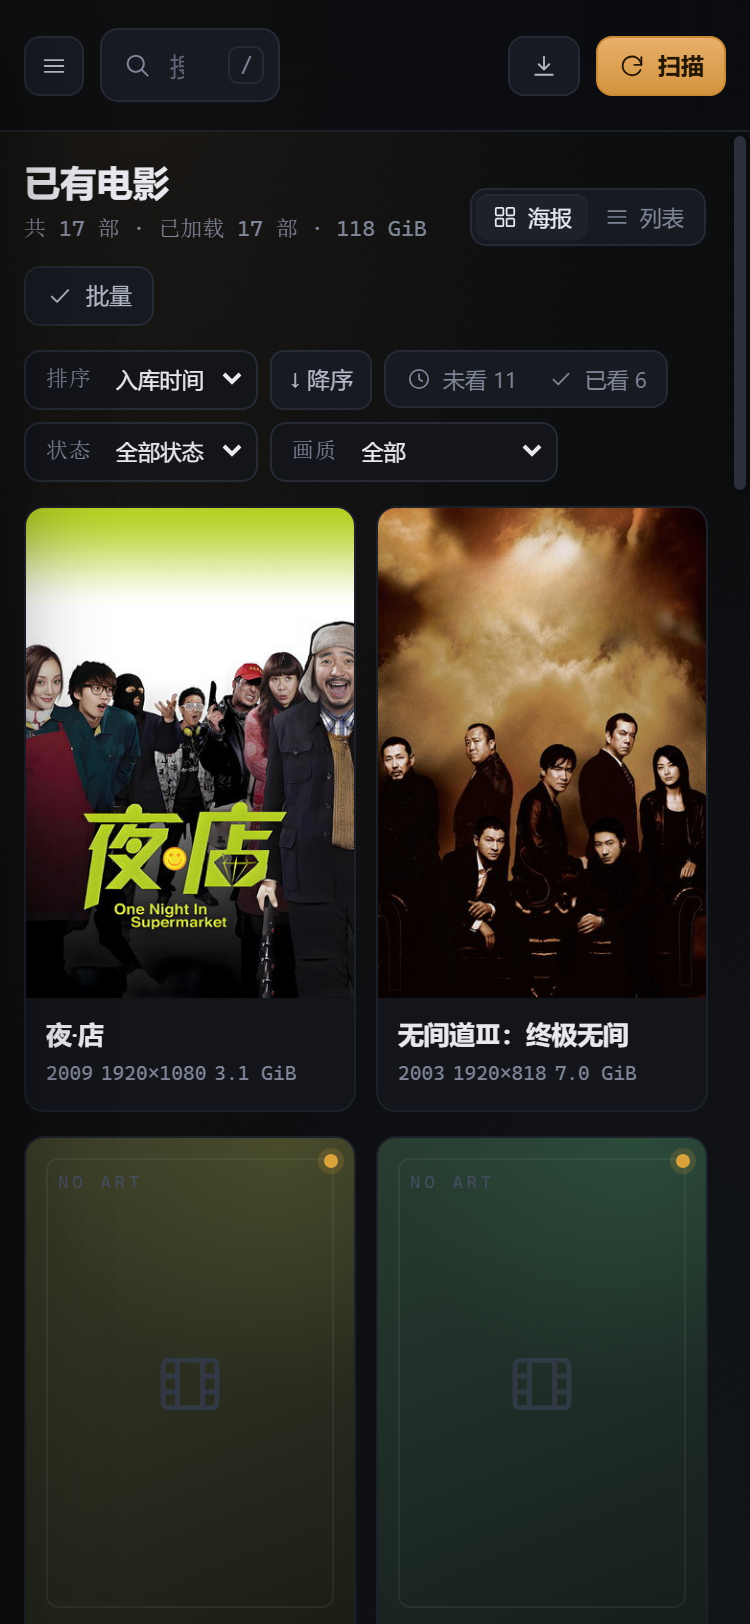 /
扫描
已有电影
共 17 部 · 已加载 17 部 · 118 GiB
海报 列表
批量
排序 入库时间 ↓ 降序 未看 11 已看 6
状态 全部状态 画质 全部
夜店
One Night In
Supermarket
夜·店
2009 1920×1080 3.1 GiB
无间道Ⅲ：终极无间
2003 1920×818 7.0 GiB
NO ART
NO ART